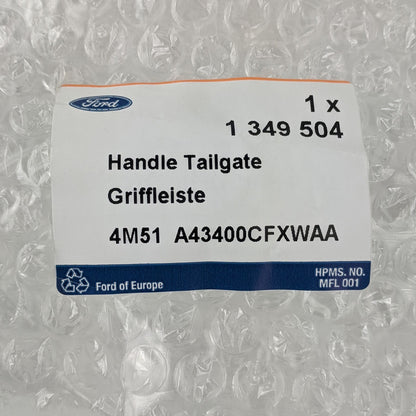 Ford
1 x
1 349 504
Handle Tailgate
Griffleiste
4M51 A43400CFXWAA
Ford of Europe
HPMS. NO.
MFL 001